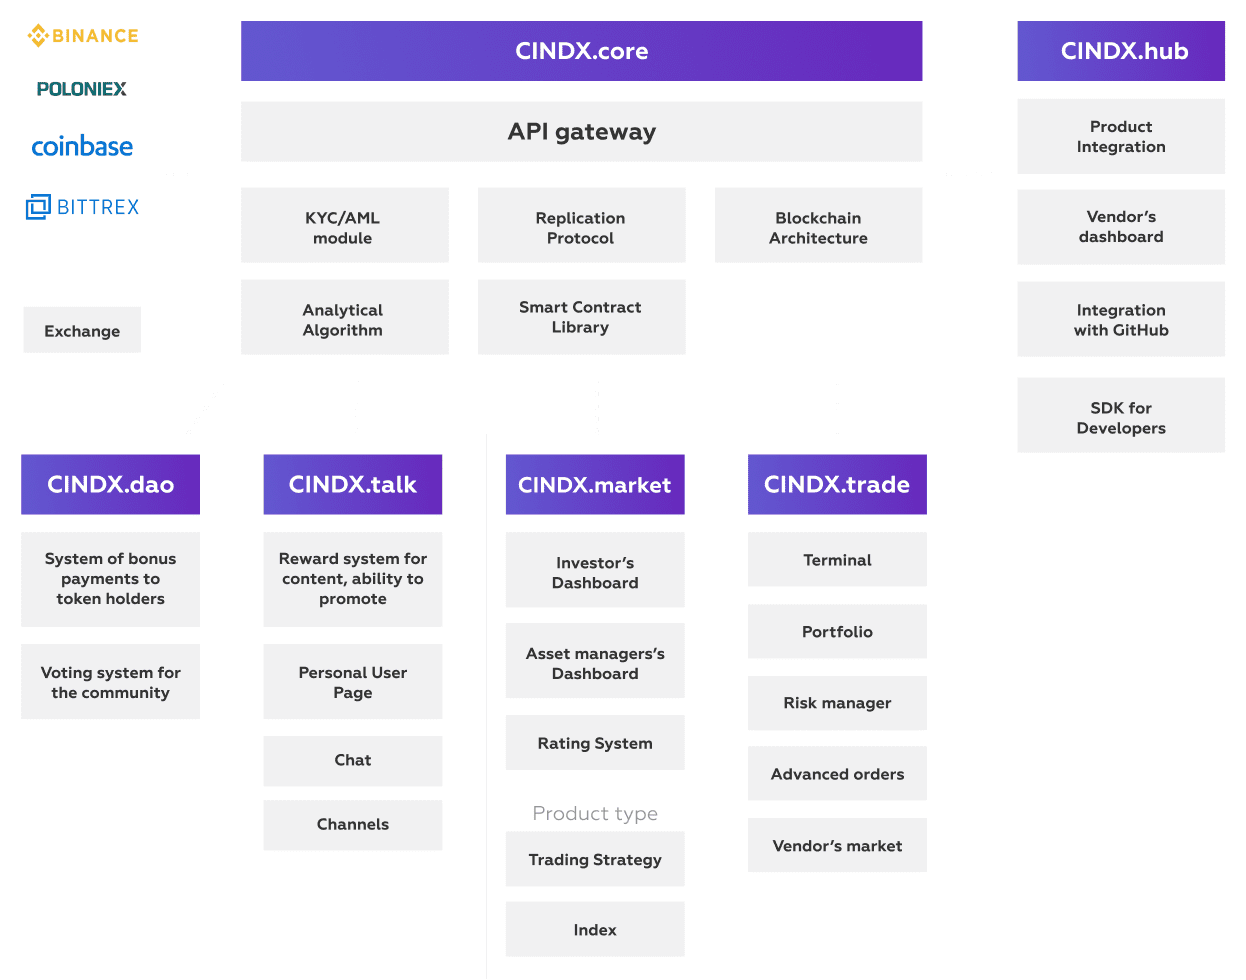 BINANCE
POLONIEX
coinbase
BITTREX
Exchange
CINDX.core
API gateway
KYC/AML
module
Replication
Protocol
Blockchain
Architecture
Analytical
Algorithm
Smart Contract
Library
CINDX.hub
Product
Integration
Vendor’s
dashboard
Integration
with GitHub
SDK for
Developers
CINDX.dao
System of bonus
payments to
token holders
Voting system for
the community
CINDX.talk
Reward system for
content, ability to
promote
Personal User
Page
Chat
Channels
CINDX.market
Investor’s
Dashboard
Asset managers’s
Dashboard
Rating System
Product type
Trading Strategy
Index
CINDX.trade
Terminal
Portfolio
Risk manager
Advanced orders
Vendor’s market